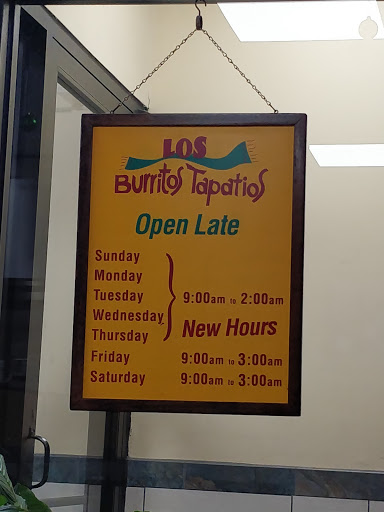 LOS
Burritos Tapatios
Open Late
Sunday
Monday
Tuesday
Wednesday
Thursday
9:00am to 2:00am
New Hours
Friday 9:00am to 3:00am
Saturday 9:00am to 3:00am